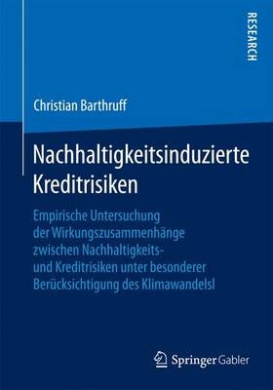 RESEARCH
Christian Barthruff
Nachhaltigkeitsinduzierte
Kreditrisiken
Empirische Untersuchung
der Wirkungszusammenhänge
zwischen Nachhaltigkeits-
und Kreditrisiken unter besonderer
Berücksichtigung des Klimawandelsl
Springer Gabler